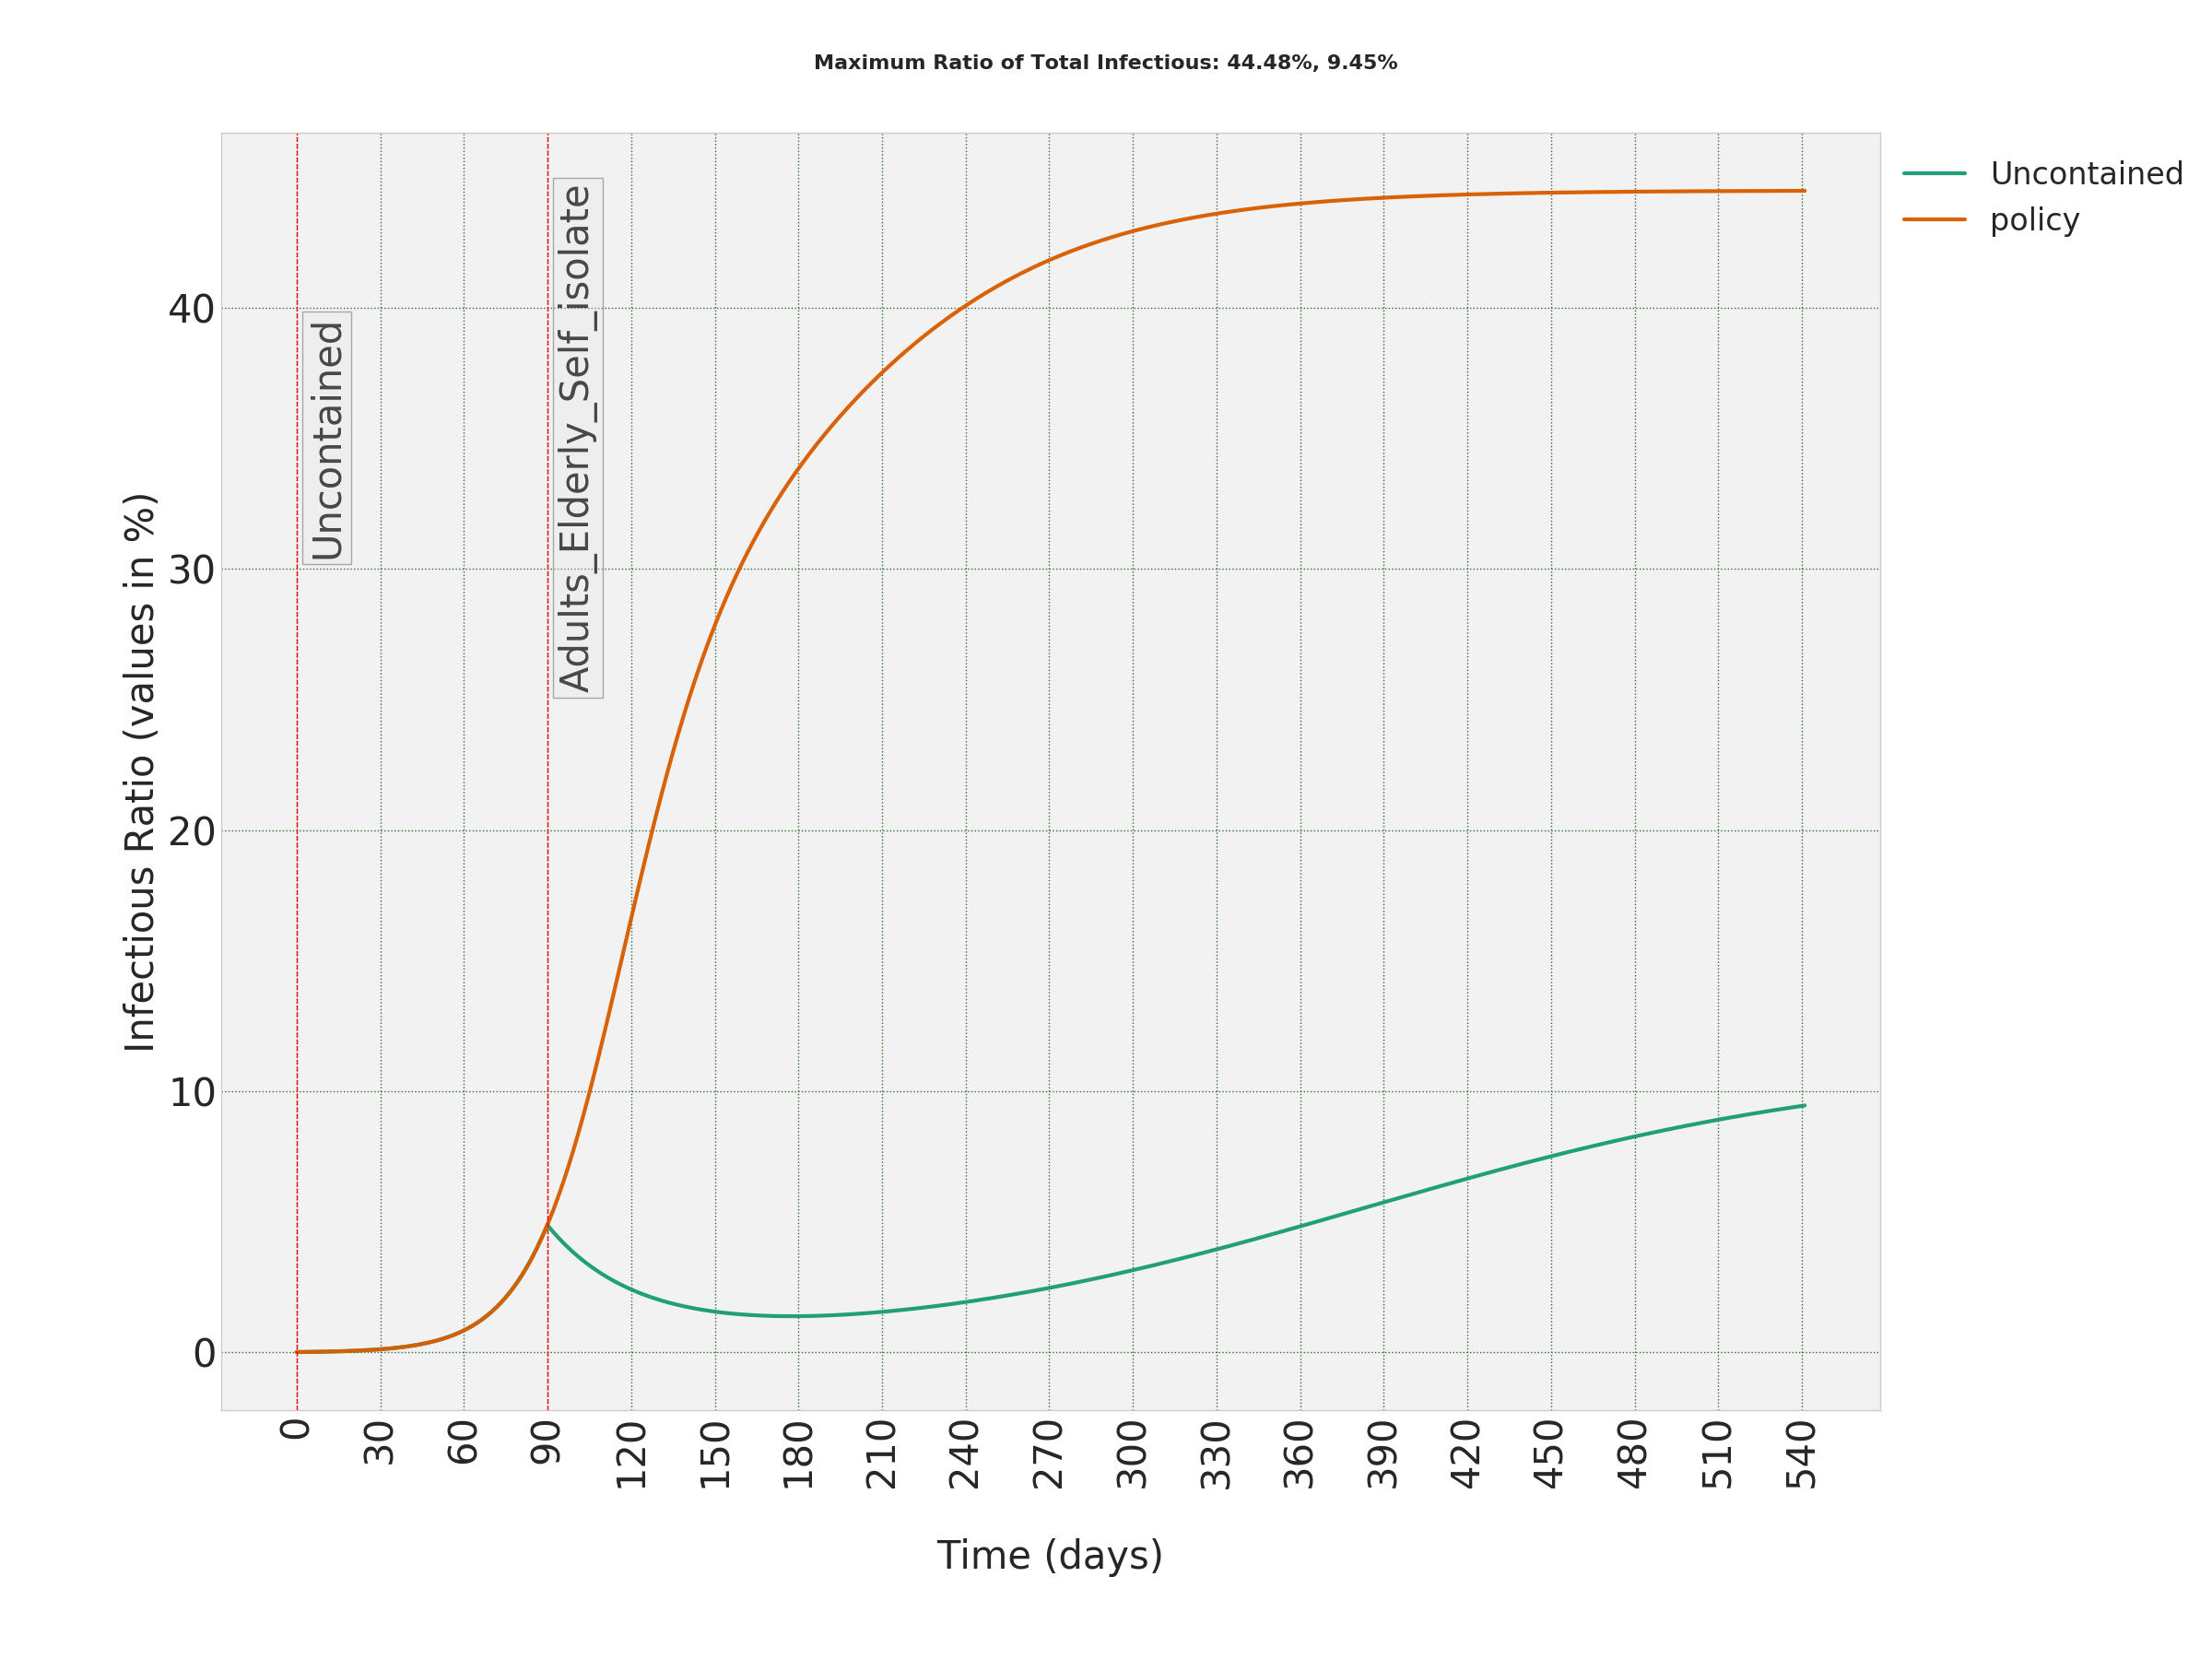 Maximum Ratio of Total Infectious: 44.48%, 9.45%
Uncontained
policy
Uncontained
Adults_Elderly_Self_isolate
Infectious Ratio (values in %)
40
30
20
10
0
0 30 60 90 120 150 180 210 240 270 300 330 360 390 420 450 480 510 540
Time (days)